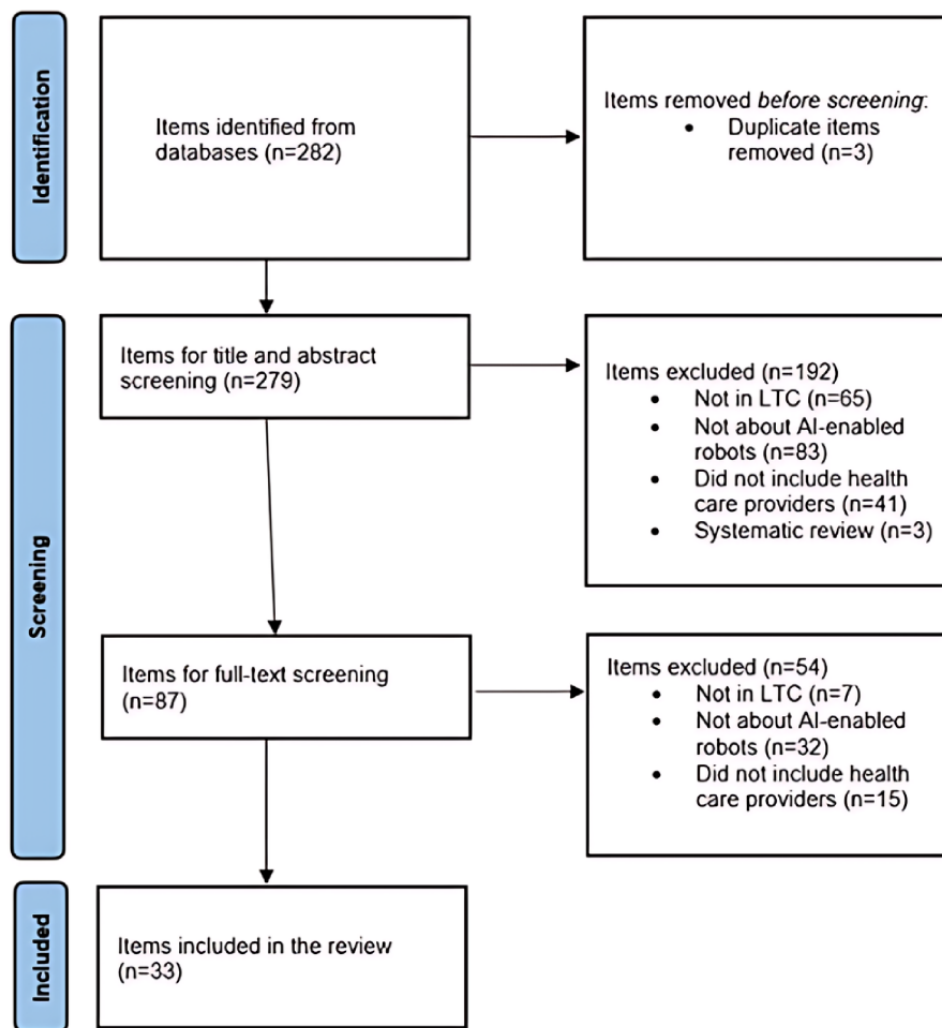 Identification
Items identified from
databases (n=282)
Items removed before screening:
• Duplicate items
removed (n=3)
Screening
Items for title and abstract
screening (n=279)
Items excluded (n=192)
• Not in LTC (n=65)
• Not about AI-enabled
robots (n=83)
• Did not include health
care providers (n=41)
• Systematic review (n=3)
Items for full-text screening
(n=87)
Items excluded (n=54)
• Not in LTC (n=7)
• Not about AI-enabled
robots (n=32)
• Did not include health
care providers (n=15)
Included
Items included in the review
(n=33)